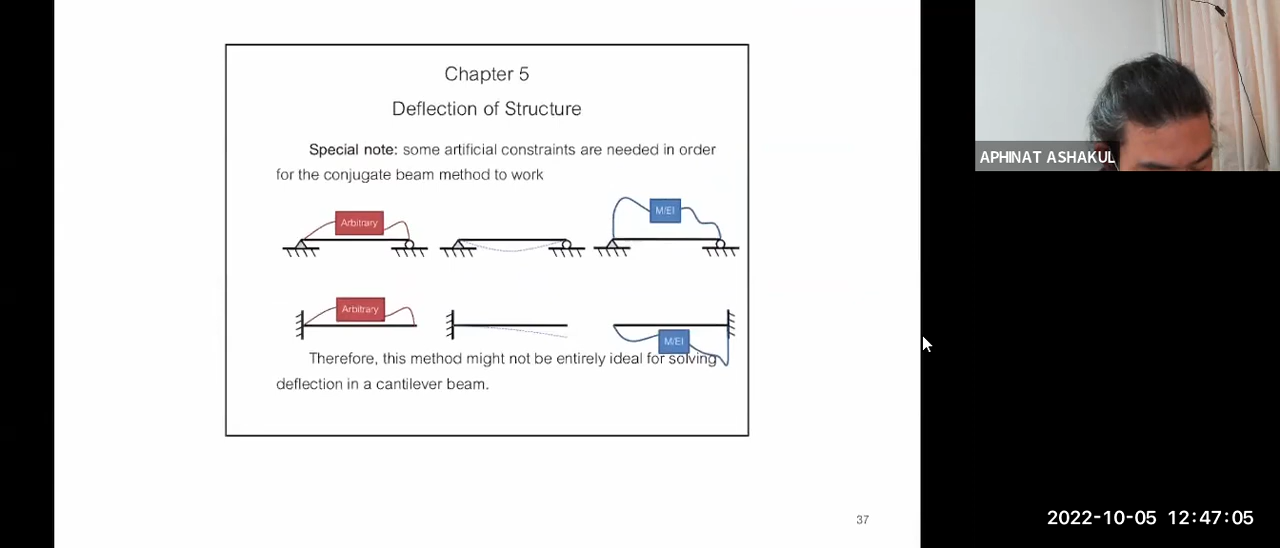 Chapter 5
Deflection of Structure
Special note: some artificial constraints are needed in order
for the conjugate beam method to work
Arbitrary
M/EI
Arbitrary
M/EI
Therefore, this method might not be entirely ideal for solving
deflection in a cantilever beam.
37
APHINAT ASHAKUL
2022-10-05 12:47:05